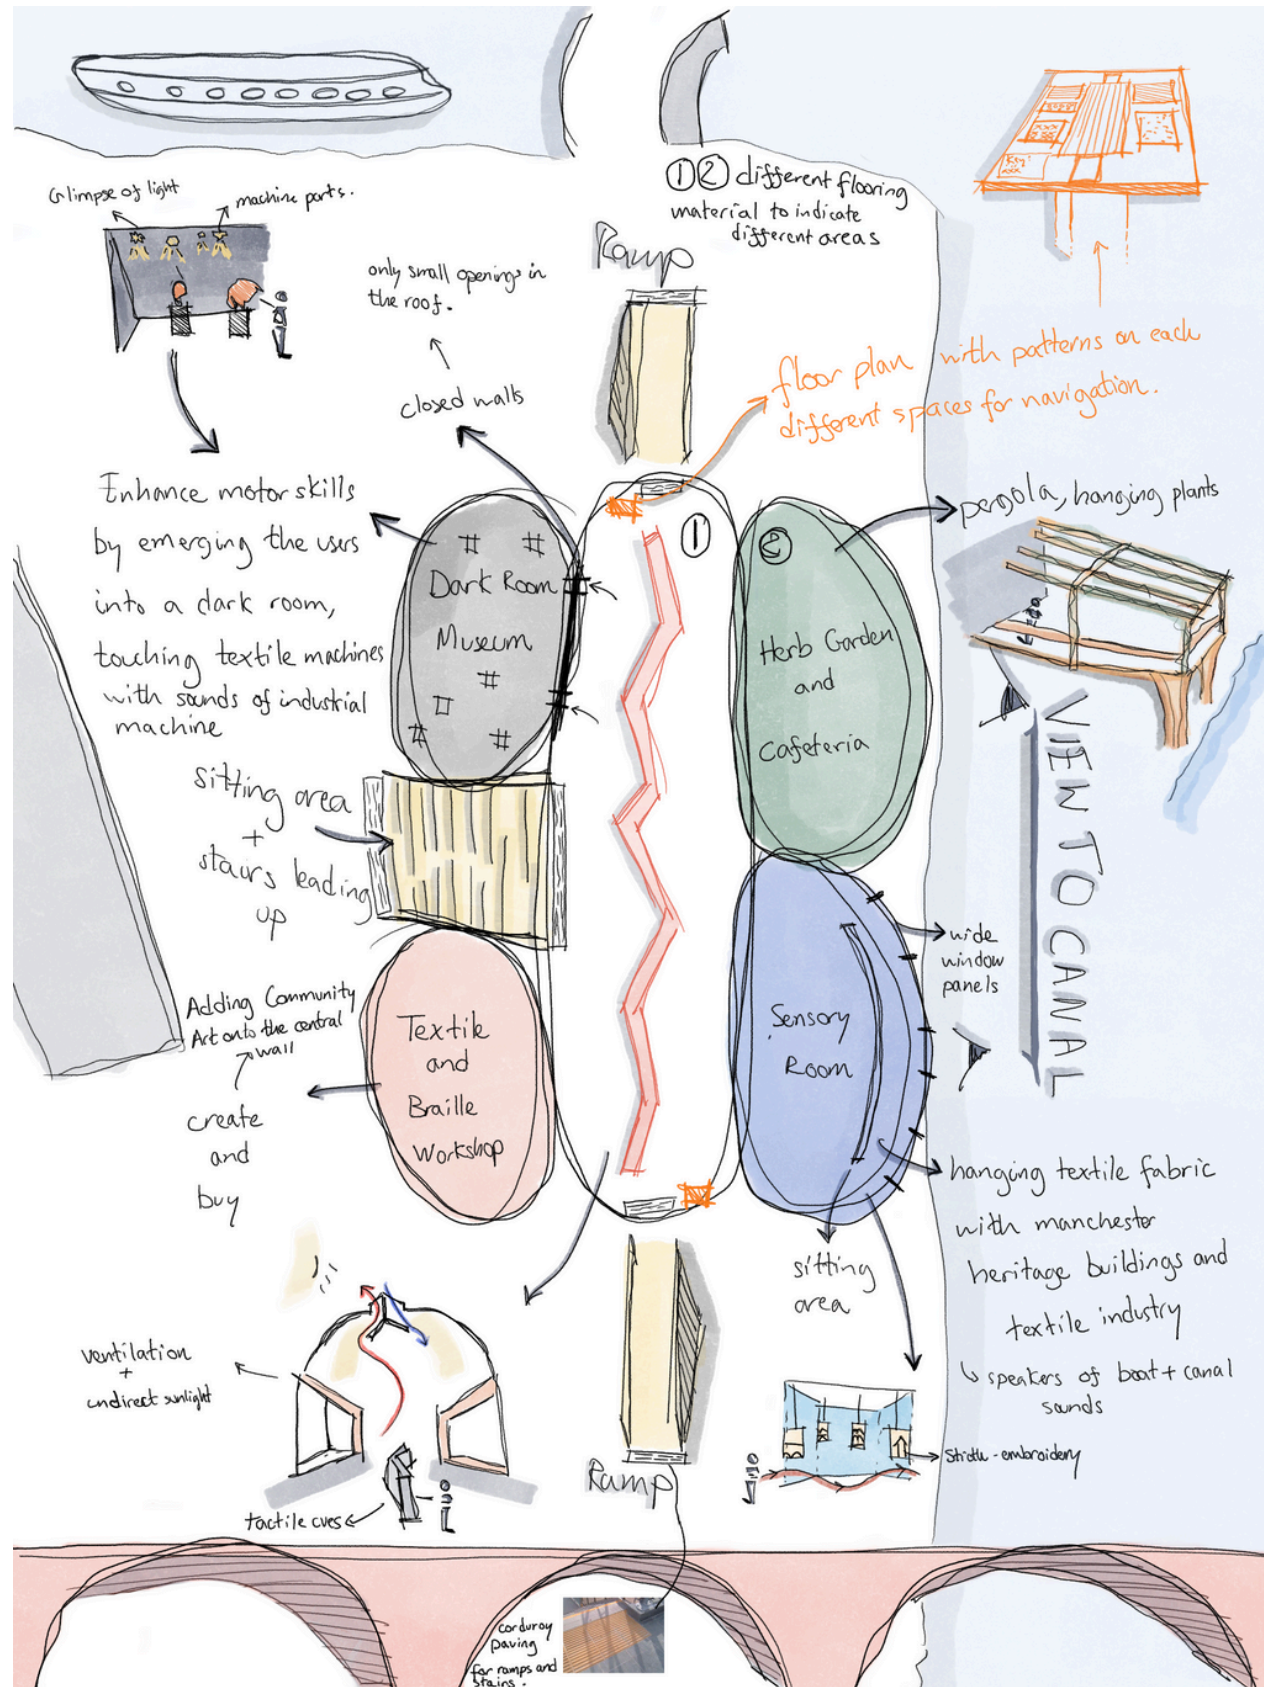 Glimpse of light
machine parts.
only small openings in
the roof.
closed walls
①② different flooring
material to indicate
different areas
Ramp
Key:
xxx
floor plan with patterns on each
different spaces for navigation.
Enhance motor skills
by emerging the users
into a dark room,
touching textile machines
with sounds of industrial
machine
Dark Room
Museum
①
②
Herb Garden
and
Cafeteria
pergola, hanging plants
VIEW TO CANAL
sitting area
+
stairs leading
up
Adding Community
Art onto the central
wall
create
and
buy
Textile
and
Braille
Workshop
Sensory
Room
wide
window
panels
hanging textile fabric
with manchester
heritage buildings and
textile industry
↳ speakers of boat + canal
sounds
sitting
area
ventilation
+
undirect sunlight
tactile cues
Ramp
embroidery
corduroy
paving
for ramps and
stairs.